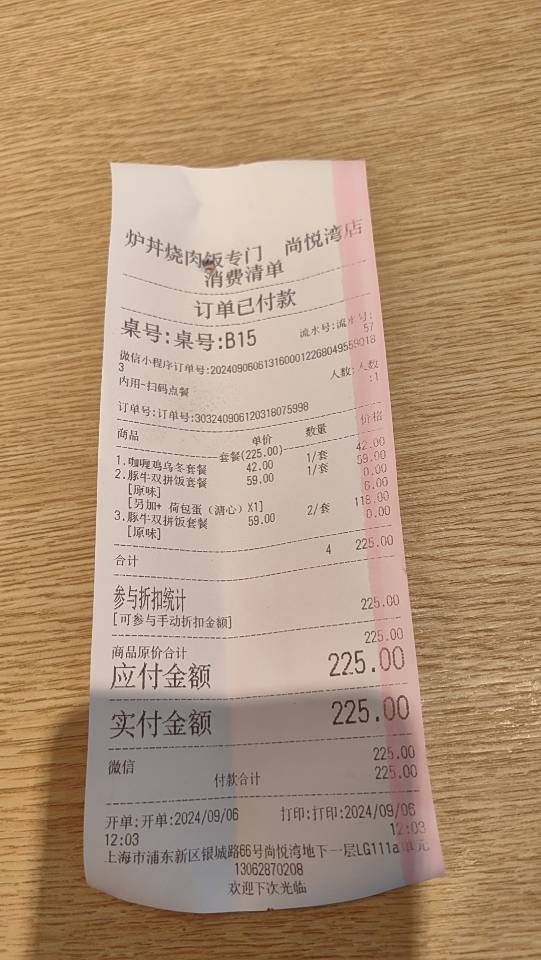 炉丼烧肉饭专门 尚悦湾店
消费清单
订单已付款
桌号:桌号:B15 流水号:流水号:
57
微信小程序订单号:2024090606131600012268049559018
3
内用-扫码点餐 人数:人数
:1
订单号:订单号:303240906120318075998
商品 单价 数量 价格
套餐(225.00)
1.咖喱鸡乌冬套餐 42.00 1/套 42.00
2.豚牛双拼饭套餐 59.00 1/套 59.00
[原味] 0.00
[另加+ 荷包蛋(溏心)X1] 6.00
3.豚牛双拼饭套餐 59.00 2/套 118.00
[原味] 0.00
合计 4 225.00
参与折扣统计
[可参与手动折扣金额] 225.00
商品原价合计 225.00
应付金额 225.00
实付金额 225.00
微信 225.00
付款合计 225.00
开单:开单:2024/09/06 打印:打印:2024/09/06
12:03 12:03
上海市浦东新区银城路66号尚悦湾地下一层LG111a单元
13062870208
欢迎下次光临